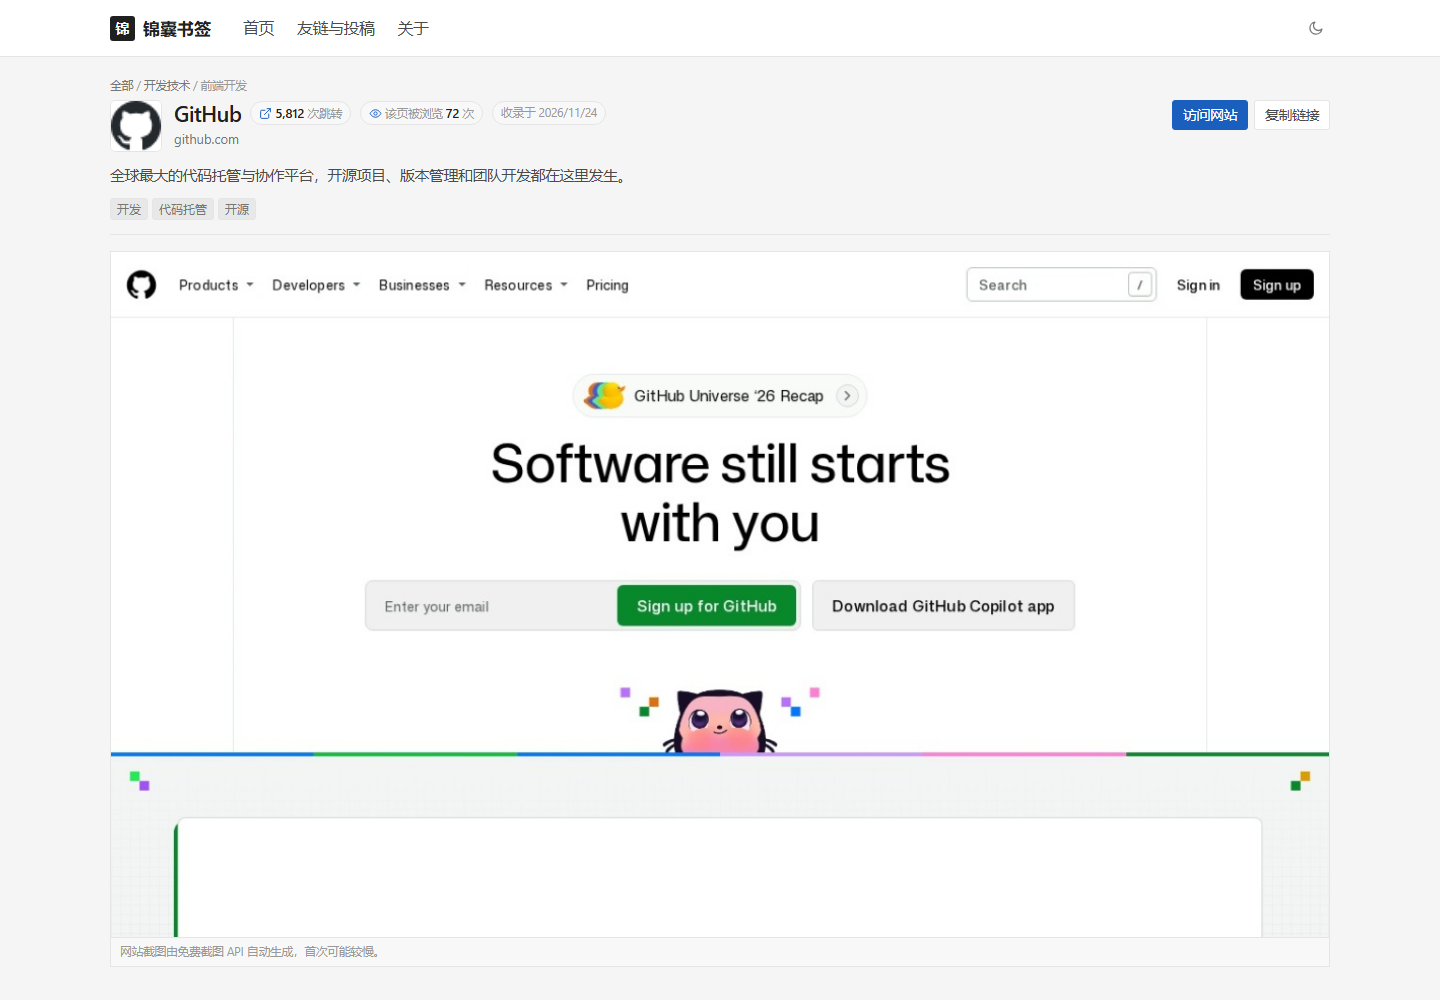 锦 锦囊书签 首页 友链与投稿 关于
全部 / 开发技术 / 前端开发
GitHub 5,812 次跳转 该页被浏览 72 次 收录于 2026/11/24 访问网站 复制链接
github.com
全球最大的代码托管与协作平台，开源项目、版本管理和团队开发都在这里发生。
开发 代码托管 开源
Products Developers Businesses Resources Pricing Search / Sign in Sign up
GitHub Universe '26 Recap
Software still starts
with you
Enter your email Sign up for GitHub Download GitHub Copilot app
网站截图由免费截图 API 自动生成，首次可能较慢。